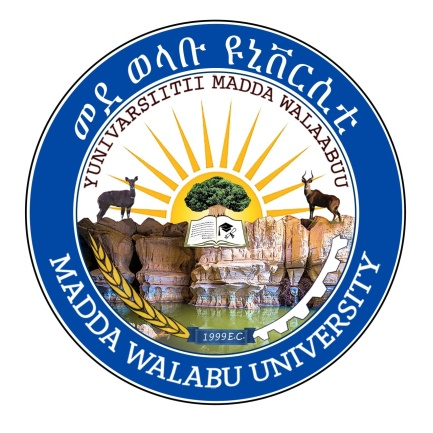 መደ ወላቡ ዩኒቨርሲቲ
YUNIVARSIITII MADDA WALAABUU
1999 E.C.
MADDA WALABU UNIVERSITY